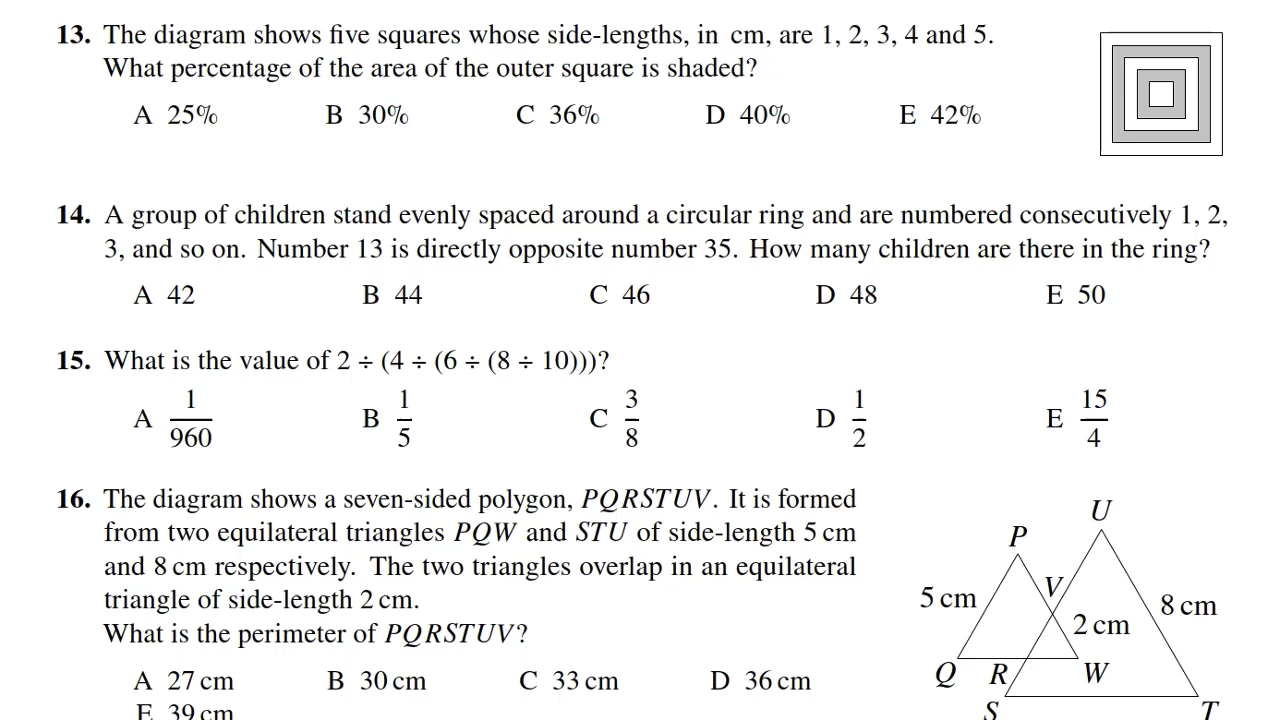 13. The diagram shows five squares whose side-lengths, in cm, are 1, 2, 3, 4 and 5.
What percentage of the area of the outer square is shaded?
A 25% B 30% C 36% D 40% E 42%
14. A group of children stand evenly spaced around a circular ring and are numbered consecutively 1, 2,
3, and so on. Number 13 is directly opposite number 35. How many children are there in the ring?
A 42 B 44 C 46 D 48 E 50
15. What is the value of 2 ÷ (4 ÷ (6 ÷ (8 ÷ 10)))?
A 1/960 B 1/5 C 3/8 D 1/2 E 15/4
16. The diagram shows a seven-sided polygon, PQRSTUV. It is formed
from two equilateral triangles PQW and STU of side-length 5 cm
and 8 cm respectively. The two triangles overlap in an equilateral
triangle of side-length 2 cm.
What is the perimeter of PQRSTUV?
A 27 cm B 30 cm C 33 cm D 36 cm
E 39 cm
U
P
V
5 cm
8 cm
2 cm
Q R W
S T